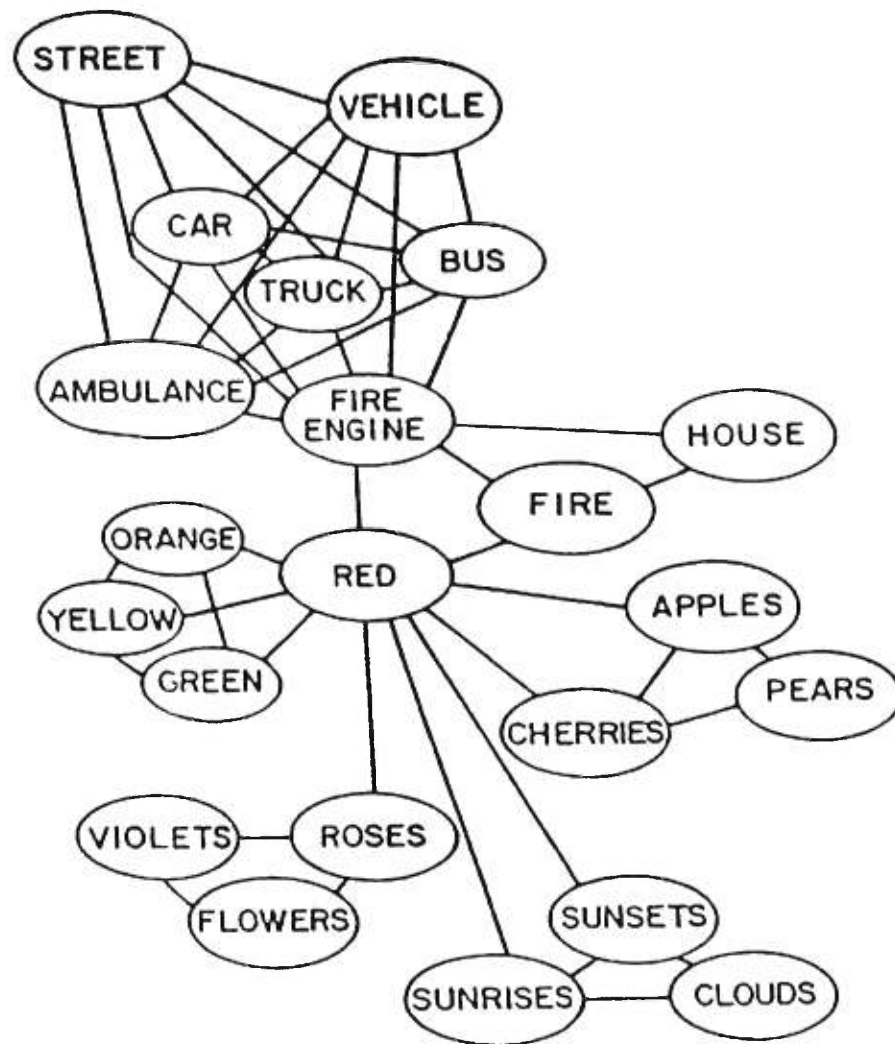 STREET
VEHICLE
CAR
BUS
TRUCK
AMBULANCE
FIRE
ENGINE
HOUSE
FIRE
ORANGE
RED
APPLES
YELLOW
GREEN
PEARS
CHERRIES
VIOLETS
ROSES
FLOWERS
SUNSETS
SUNRISES
CLOUDS